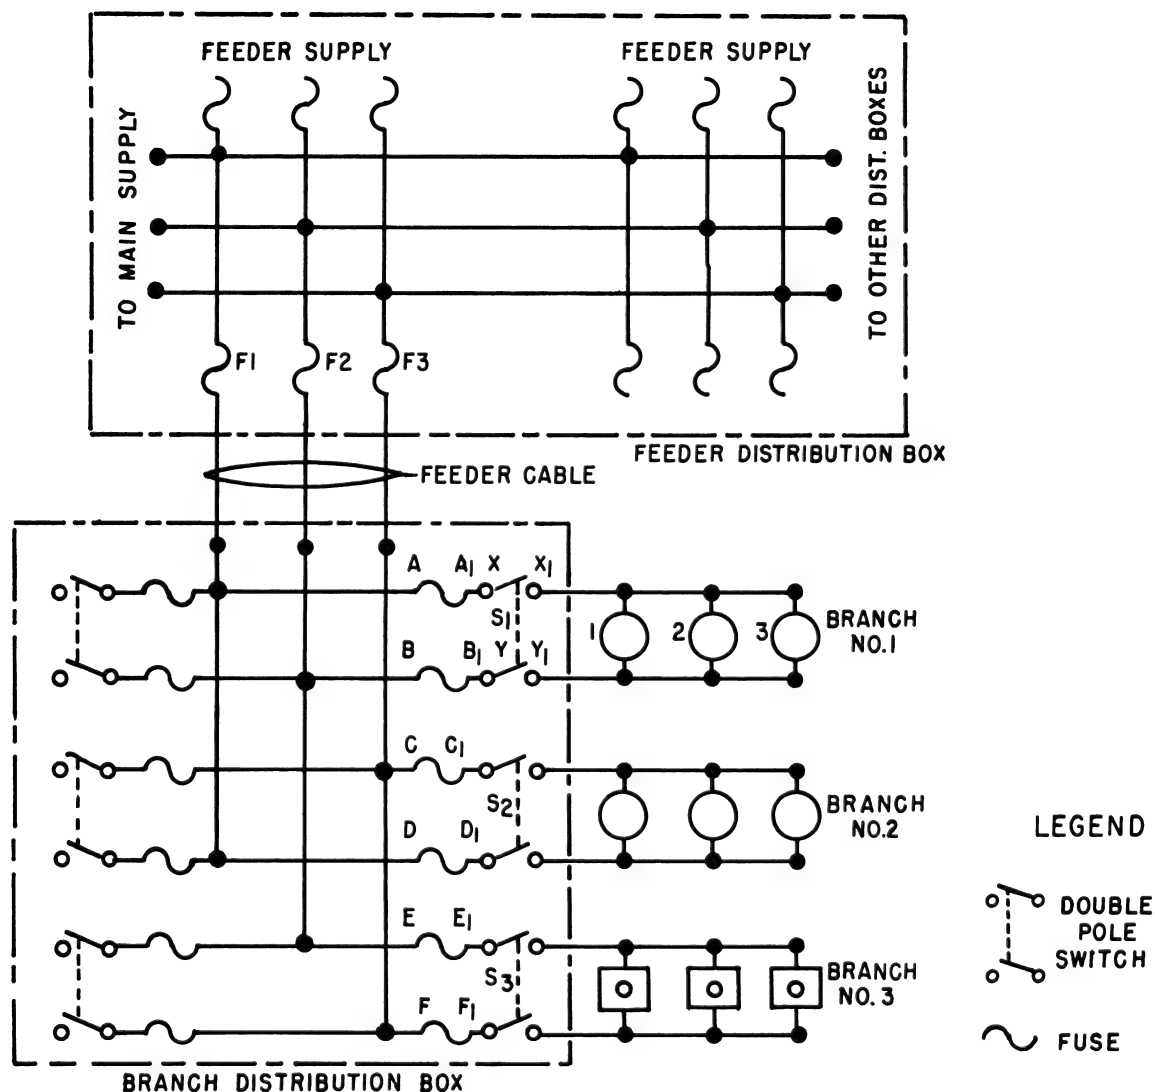 FEEDER SUPPLY
FEEDER SUPPLY
TO MAIN SUPPLY
TO OTHER DIST. BOXES
F1
F2
F3
FEEDER DISTRIBUTION BOX
FEEDER CABLE
A
A1
X
X1
S1
1
2
3
BRANCH
NO.1
B
B1
Y
Y1
C
C1
S2
BRANCH
NO.2
D
D1
LEGEND
E
E1
DOUBLE
POLE
SWITCH
S3
BRANCH
NO. 3
F
F1
FUSE
BRANCH DISTRIBUTION BOX